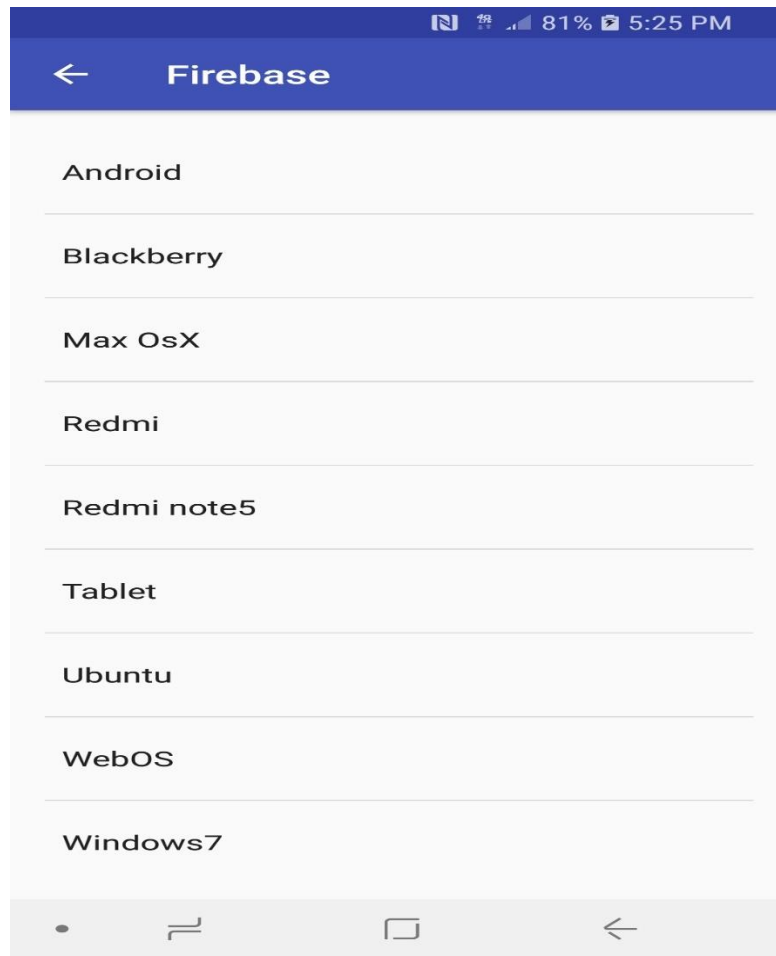 81% 5:25 PM
Firebase
Android
Blackberry
Max OsX
Redmi
Redmi note5
Tablet
Ubuntu
WebOS
Windows7